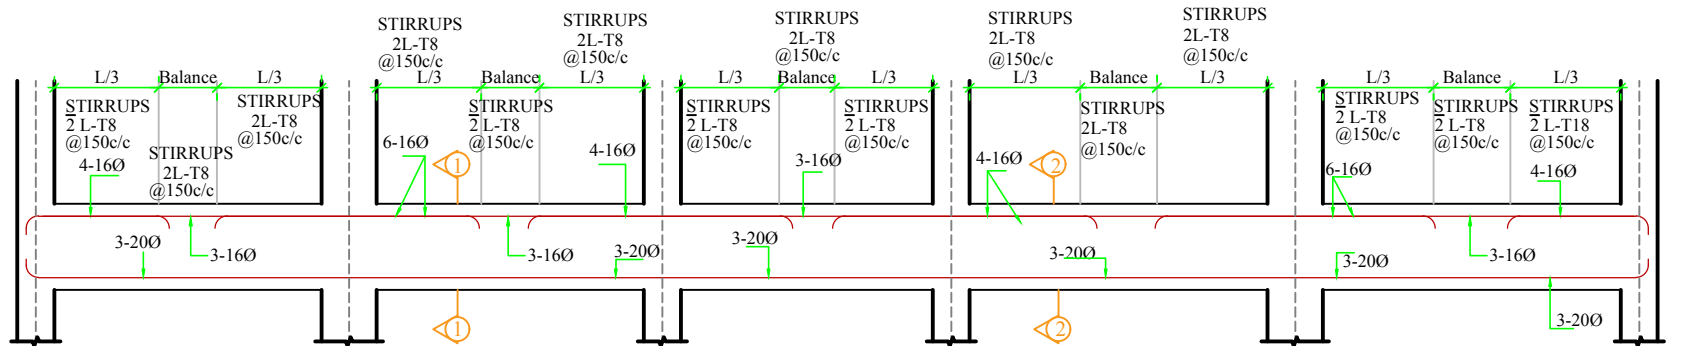 STIRRUPS
2L-T8
@150c/c
STIRRUPS
2L-T8
@150c/c
STIRRUPS
2L-T8
@150c/c
STIRRUPS
2L-T8
@150c/c
STIRRUPS
2L-T8
@150c/c
L/3 Balance L/3
L/3 Balance L/3
L/3 Balance L/3
L/3 Balance L/3
L/3 Balance L/3
STIRRUPS
2 L-T8
@150c/c
STIRRUPS
2L-T8
@150c/c
STIRRUPS
2L-T8
@150c/c
STIRRUPS
2 L-T8
@150c/c
STIRRUPS
2 L-T8
@150c/c
STIRRUPS
2 L-T8
@150c/c
STIRRUPS
2L-T8
@150c/c
STIRRUPS
2 L-T8
@150c/c
STIRRUPS
2 L-T8
@150c/c
STIRRUPS
2 L-T18
@150c/c
4-16Ø
6-16Ø
1
4-16Ø
3-16Ø
4-16Ø
2
6-16Ø
4-16Ø
3-20Ø
3-16Ø
3-16Ø
3-20Ø
3-20Ø
3-20Ø
3-20Ø
3-16Ø
3-20Ø
1
2